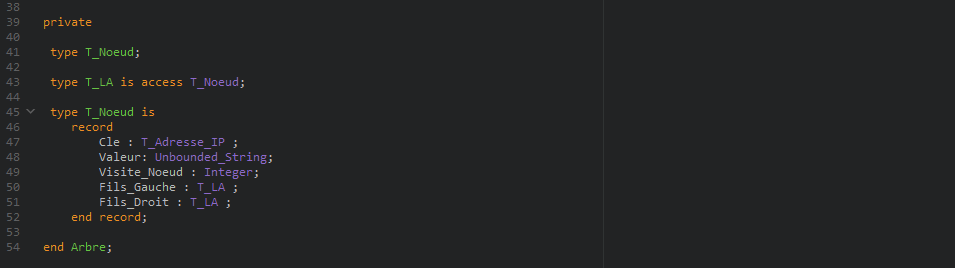 38
39 private
40
41 type T_Noeud;
42
43 type T_LA is access T_Noeud;
44
45 type T_Noeud is
46 record
47 Cle : T_Adresse_IP ;
48 Valeur: Unbounded_String;
49 Visite_Noeud : Integer;
50 Fils_Gauche : T_LA ;
51 Fils_Droit : T_LA ;
52 end record;
53
54 end Arbre;